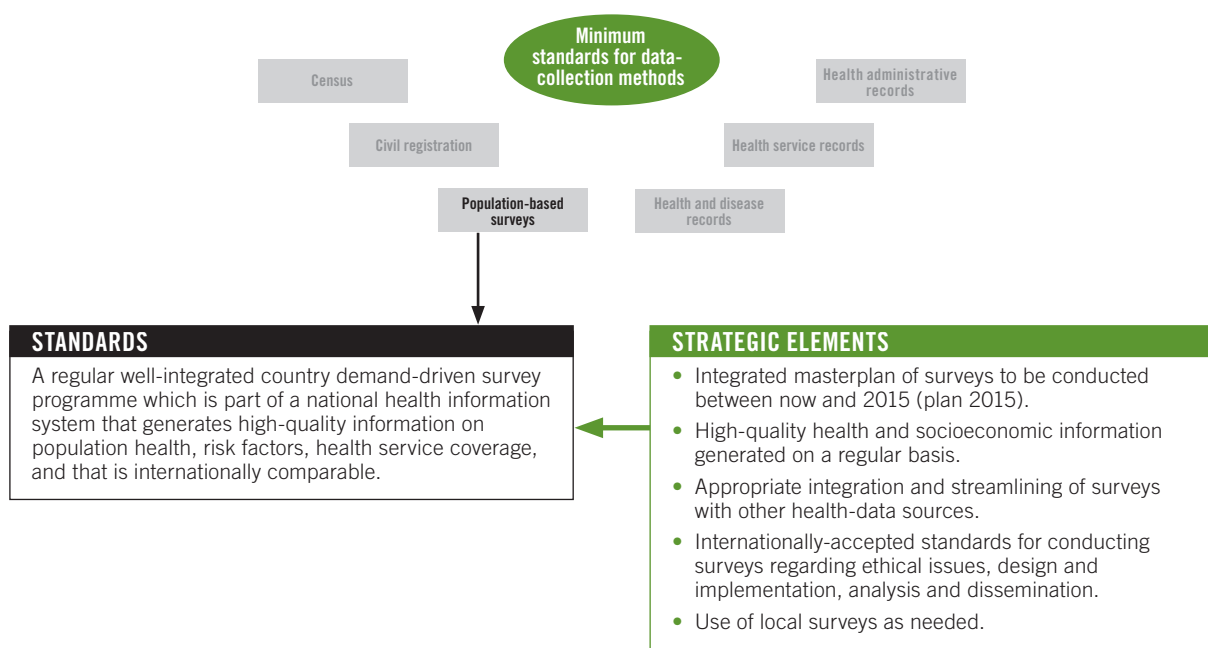 Minimum
standards for data-
collection methods
Census
Health administrative
records
Civil registration
Health service records
Population-based
surveys
Health and disease
records
STANDARDS
A regular well-integrated country demand-driven survey
programme which is part of a national health information
system that generates high-quality information on
population health, risk factors, health service coverage,
and that is internationally comparable.
STRATEGIC ELEMENTS
• Integrated masterplan of surveys to be conducted
between now and 2015 (plan 2015).
• High-quality health and socioeconomic information
generated on a regular basis.
• Appropriate integration and streamlining of surveys
with other health-data sources.
• Internationally-accepted standards for conducting
surveys regarding ethical issues, design and
implementation, analysis and dissemination.
• Use of local surveys as needed.